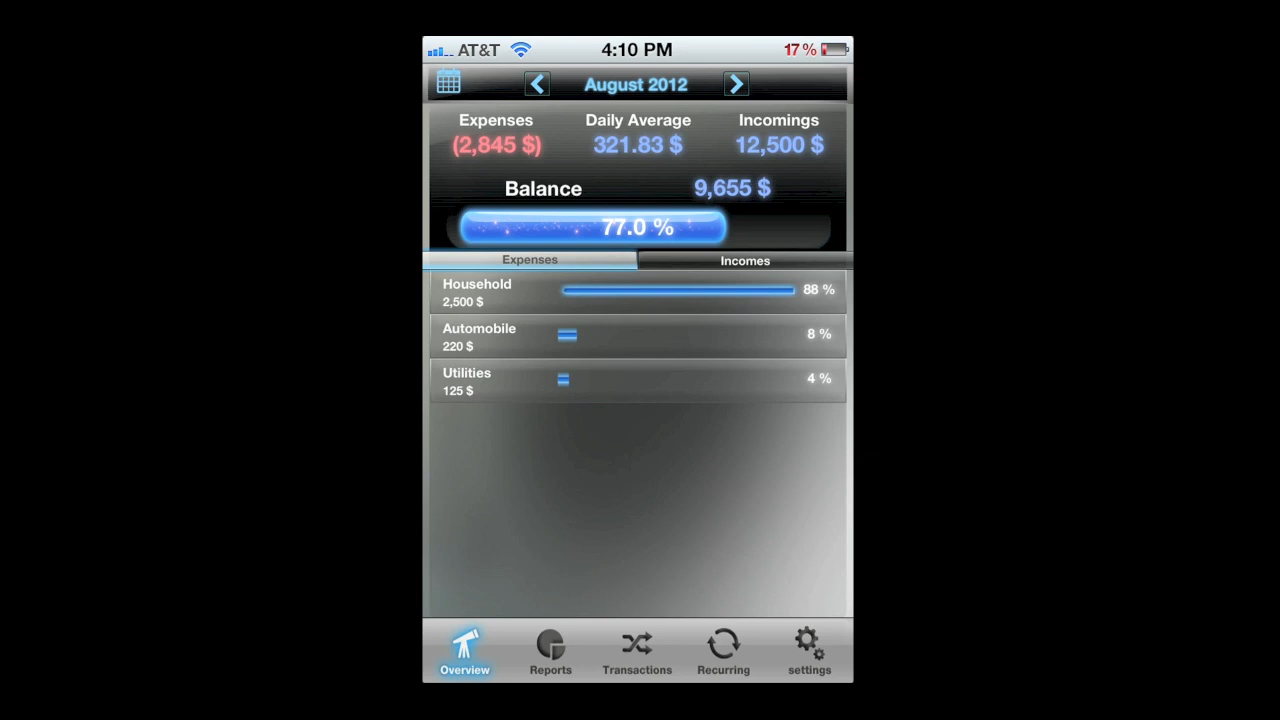 AT&T 4:10 PM 17 %
August 2012
Expenses Daily Average Incomings
(2,845 $) 321.83 $ 12,500 $
Balance 9,655 $
77.0 %
Expenses Incomes
Household
2,500 $
88 %
Automobile
220 $
8 %
Utilities
125 $
4 %
Overview Reports Transactions Recurring settings